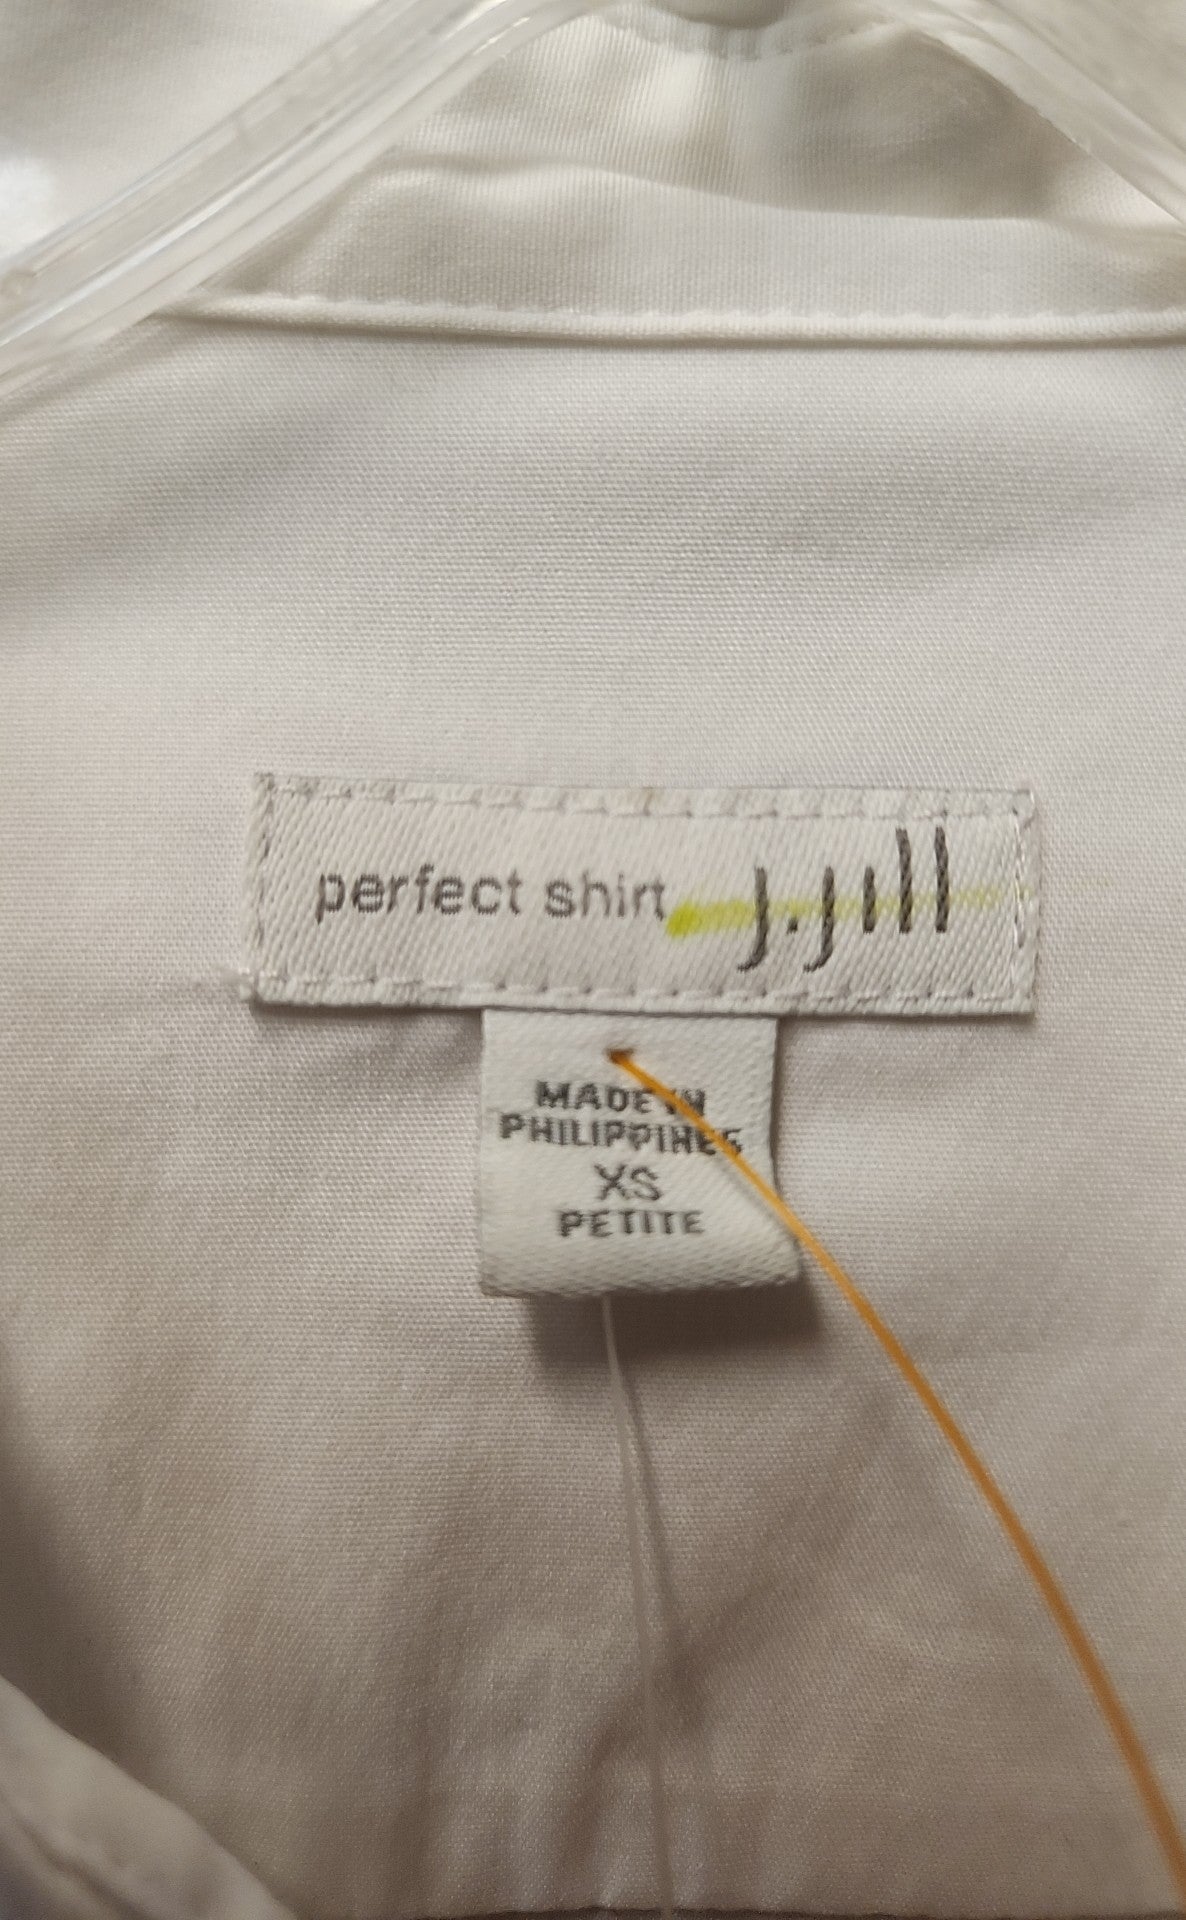 perfect shirt j.jill
MADE IN
PHILIPPINES
XS
PETITE